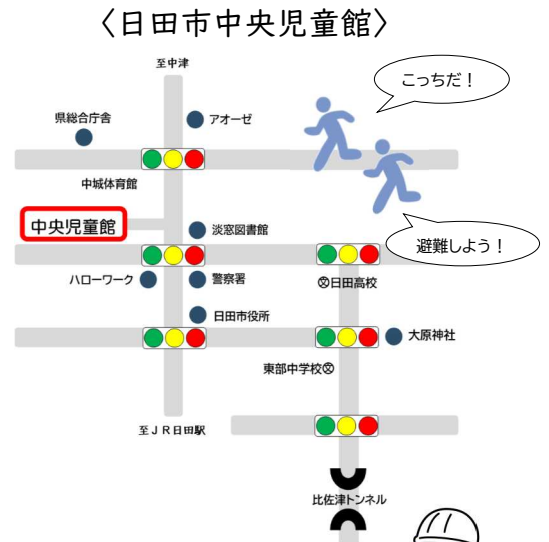 〈日田市中央児童館〉
至中津
こっちだ！
県総合庁舎
アオーゼ
中城体育館
中央児童館
淡窓図書館
避難しよう！
ハローワーク
警察署
㊆日田高校
日田市役所
大原神社
東部中学校㊆
至ＪＲ日田駅
比佐津トンネル